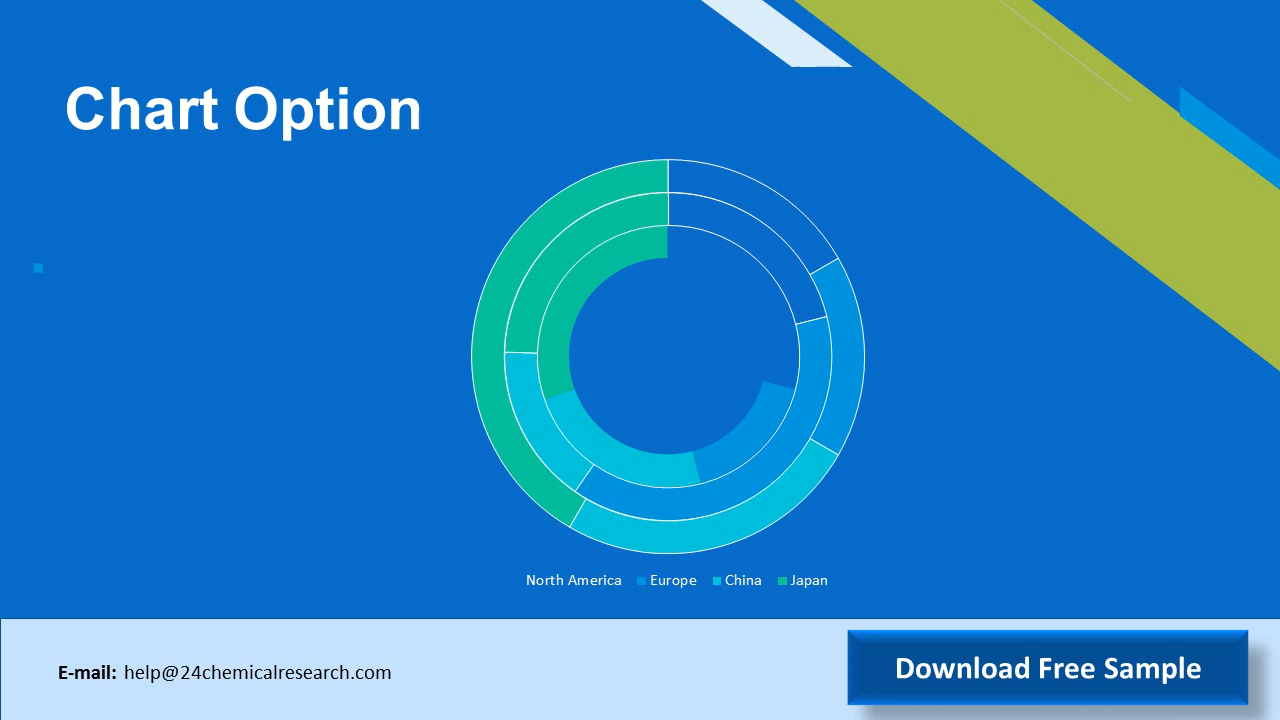 Chart Option
North America Europe China Japan
E-mail: help@24chemicalresearch.com
Download Free Sample